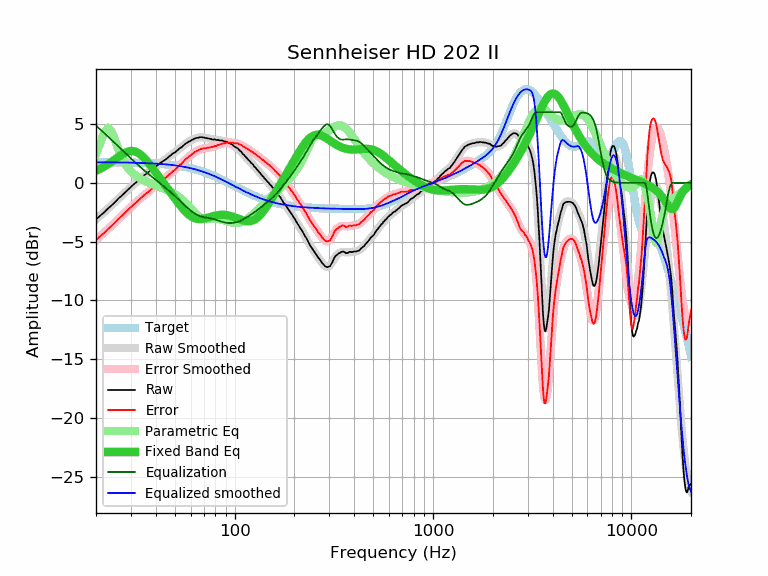 Sennheiser HD 202 II
Amplitude (dBr)
5
0
−5
−10
−15
−20
−25
Target
Raw Smoothed
Error Smoothed
Raw
Error
Parametric Eq
Fixed Band Eq
Equalization
Equalized smoothed
100 1000 10000
Frequency (Hz)